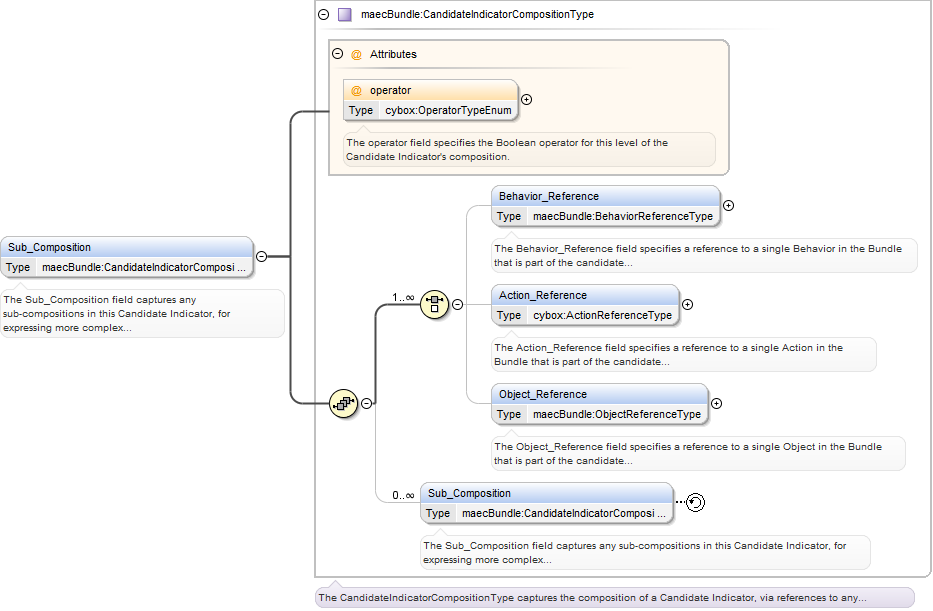 maecBundle:CandidateIndicatorCompositionType
@ Attributes
@ operator
Type cybox:OperatorTypeEnum
The operator field specifies the Boolean operator for this level of the
Candidate Indicator's composition.
Sub_Composition
Type maecBundle:CandidateIndicatorComposi ...
The Sub_Composition field captures any
sub-compositions in this Candidate Indicator, for
expressing more complex...
1..∞
Behavior_Reference
Type maecBundle:BehaviorReferenceType
The Behavior_Reference field specifies a reference to a single Behavior in the Bundle
that is part of the candidate...
Action_Reference
Type cybox:ActionReferenceType
The Action_Reference field specifies a reference to a single Action in the
Bundle that is part of the candidate...
Object_Reference
Type maecBundle:ObjectReferenceType
The Object_Reference field specifies a reference to a single Object in the Bundle
that is part of the candidate...
0..∞
Sub_Composition
Type maecBundle:CandidateIndicatorComposi ...
The Sub_Composition field captures any sub-compositions in this Candidate Indicator, for
expressing more complex...
The CandidateIndicatorCompositionType captures the composition of a Candidate Indicator, via references to any...